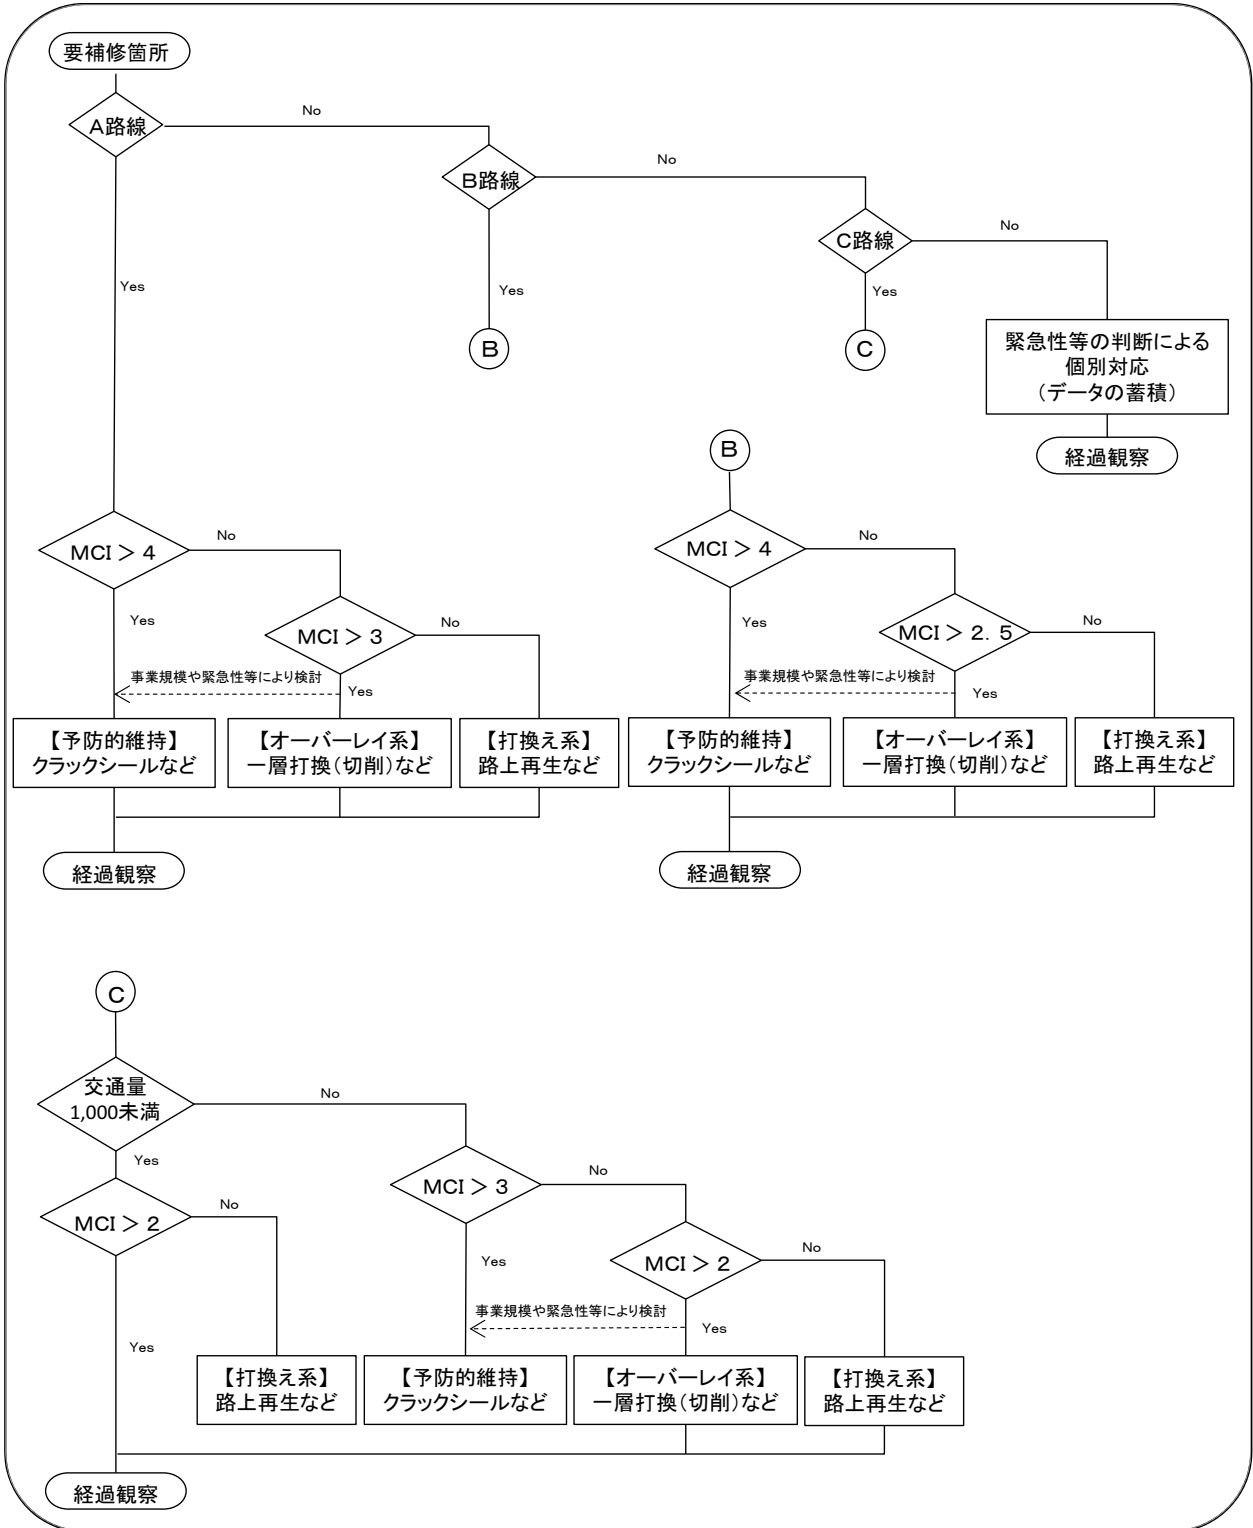 要補修箇所
A路線
No
B路線
No
C路線
No
Yes
Yes
Yes
B
C
緊急性等の判断による
個別対応
（データの蓄積）
経過観察
MCI > 4
No
Yes
MCI > 3
No
事業規模や緊急性等により検討
Yes
【予防的維持】
クラックシールなど
【オーバーレイ系】
一層打換（切削）など
【打換え系】
路上再生など
経過観察
B
MCI > 4
No
Yes
MCI > 2．5
No
事業規模や緊急性等により検討
Yes
【予防的維持】
クラックシールなど
【オーバーレイ系】
一層打換（切削）など
【打換え系】
路上再生など
経過観察
C
交通量
1,000未満
No
Yes
MCI > 2
No
Yes
MCI > 3
No
Yes
MCI > 2
No
事業規模や緊急性等により検討
Yes
【打換え系】
路上再生など
【予防的維持】
クラックシールなど
【オーバーレイ系】
一層打換（切削）など
【打換え系】
路上再生など
経過観察